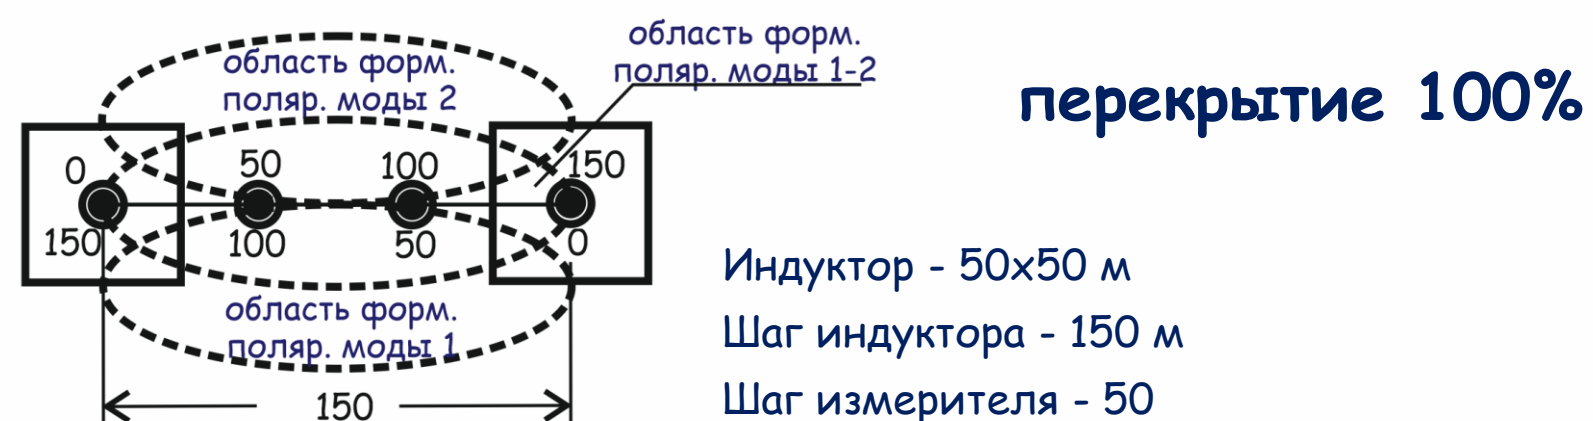 область форм.
поляр. моды 1-2
область форм.
поляр. моды 2
перекрытие 100%
0 50 100 150
150 100 50 0
Индуктор - 50х50 м
область форм.
поляр. моды 1
Шаг индуктора - 150 м
150
Шаг измерителя - 50